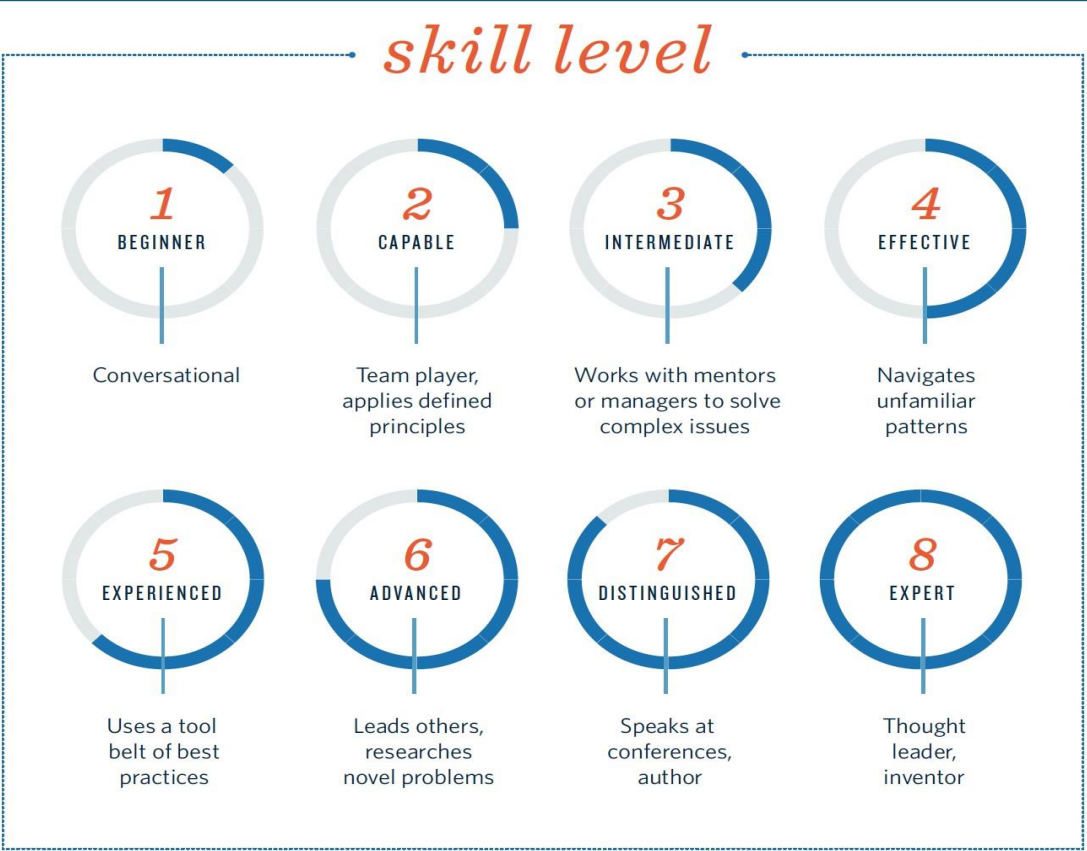 skill level
1
BEGINNER
Conversational
2
CAPABLE
Team player,
applies defined
principles
3
INTERMEDIATE
Works with mentors
or managers to solve
complex issues
4
EFFECTIVE
Navigates
unfamiliar
patterns
5
EXPERIENCED
Uses a tool
belt of best
practices
6
ADVANCED
Leads others,
researches
novel problems
7
DISTINGUISHED
Speaks at
conferences,
author
8
EXPERT
Thought
leader,
inventor